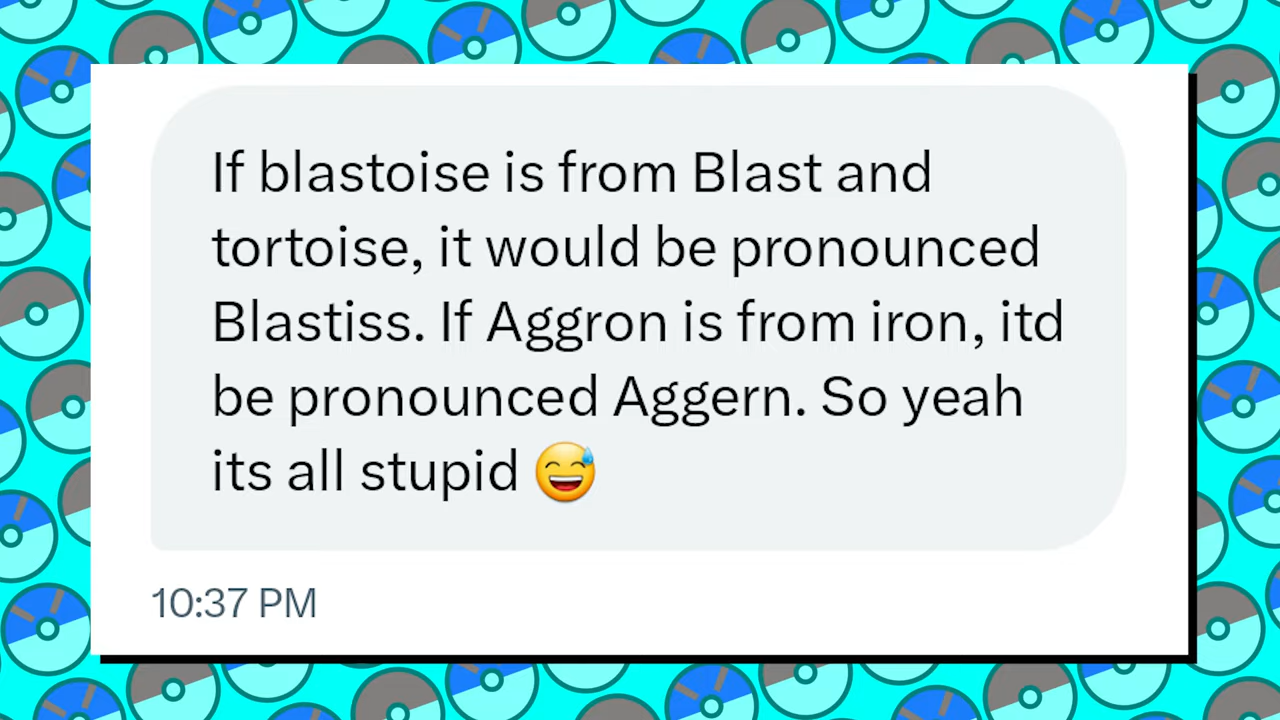 If blastoise is from Blast and
tortoise, it would be pronounced
Blastiss. If Aggron is from iron, itd
be pronounced Aggern. So yeah
its all stupid 😅
10:37 PM